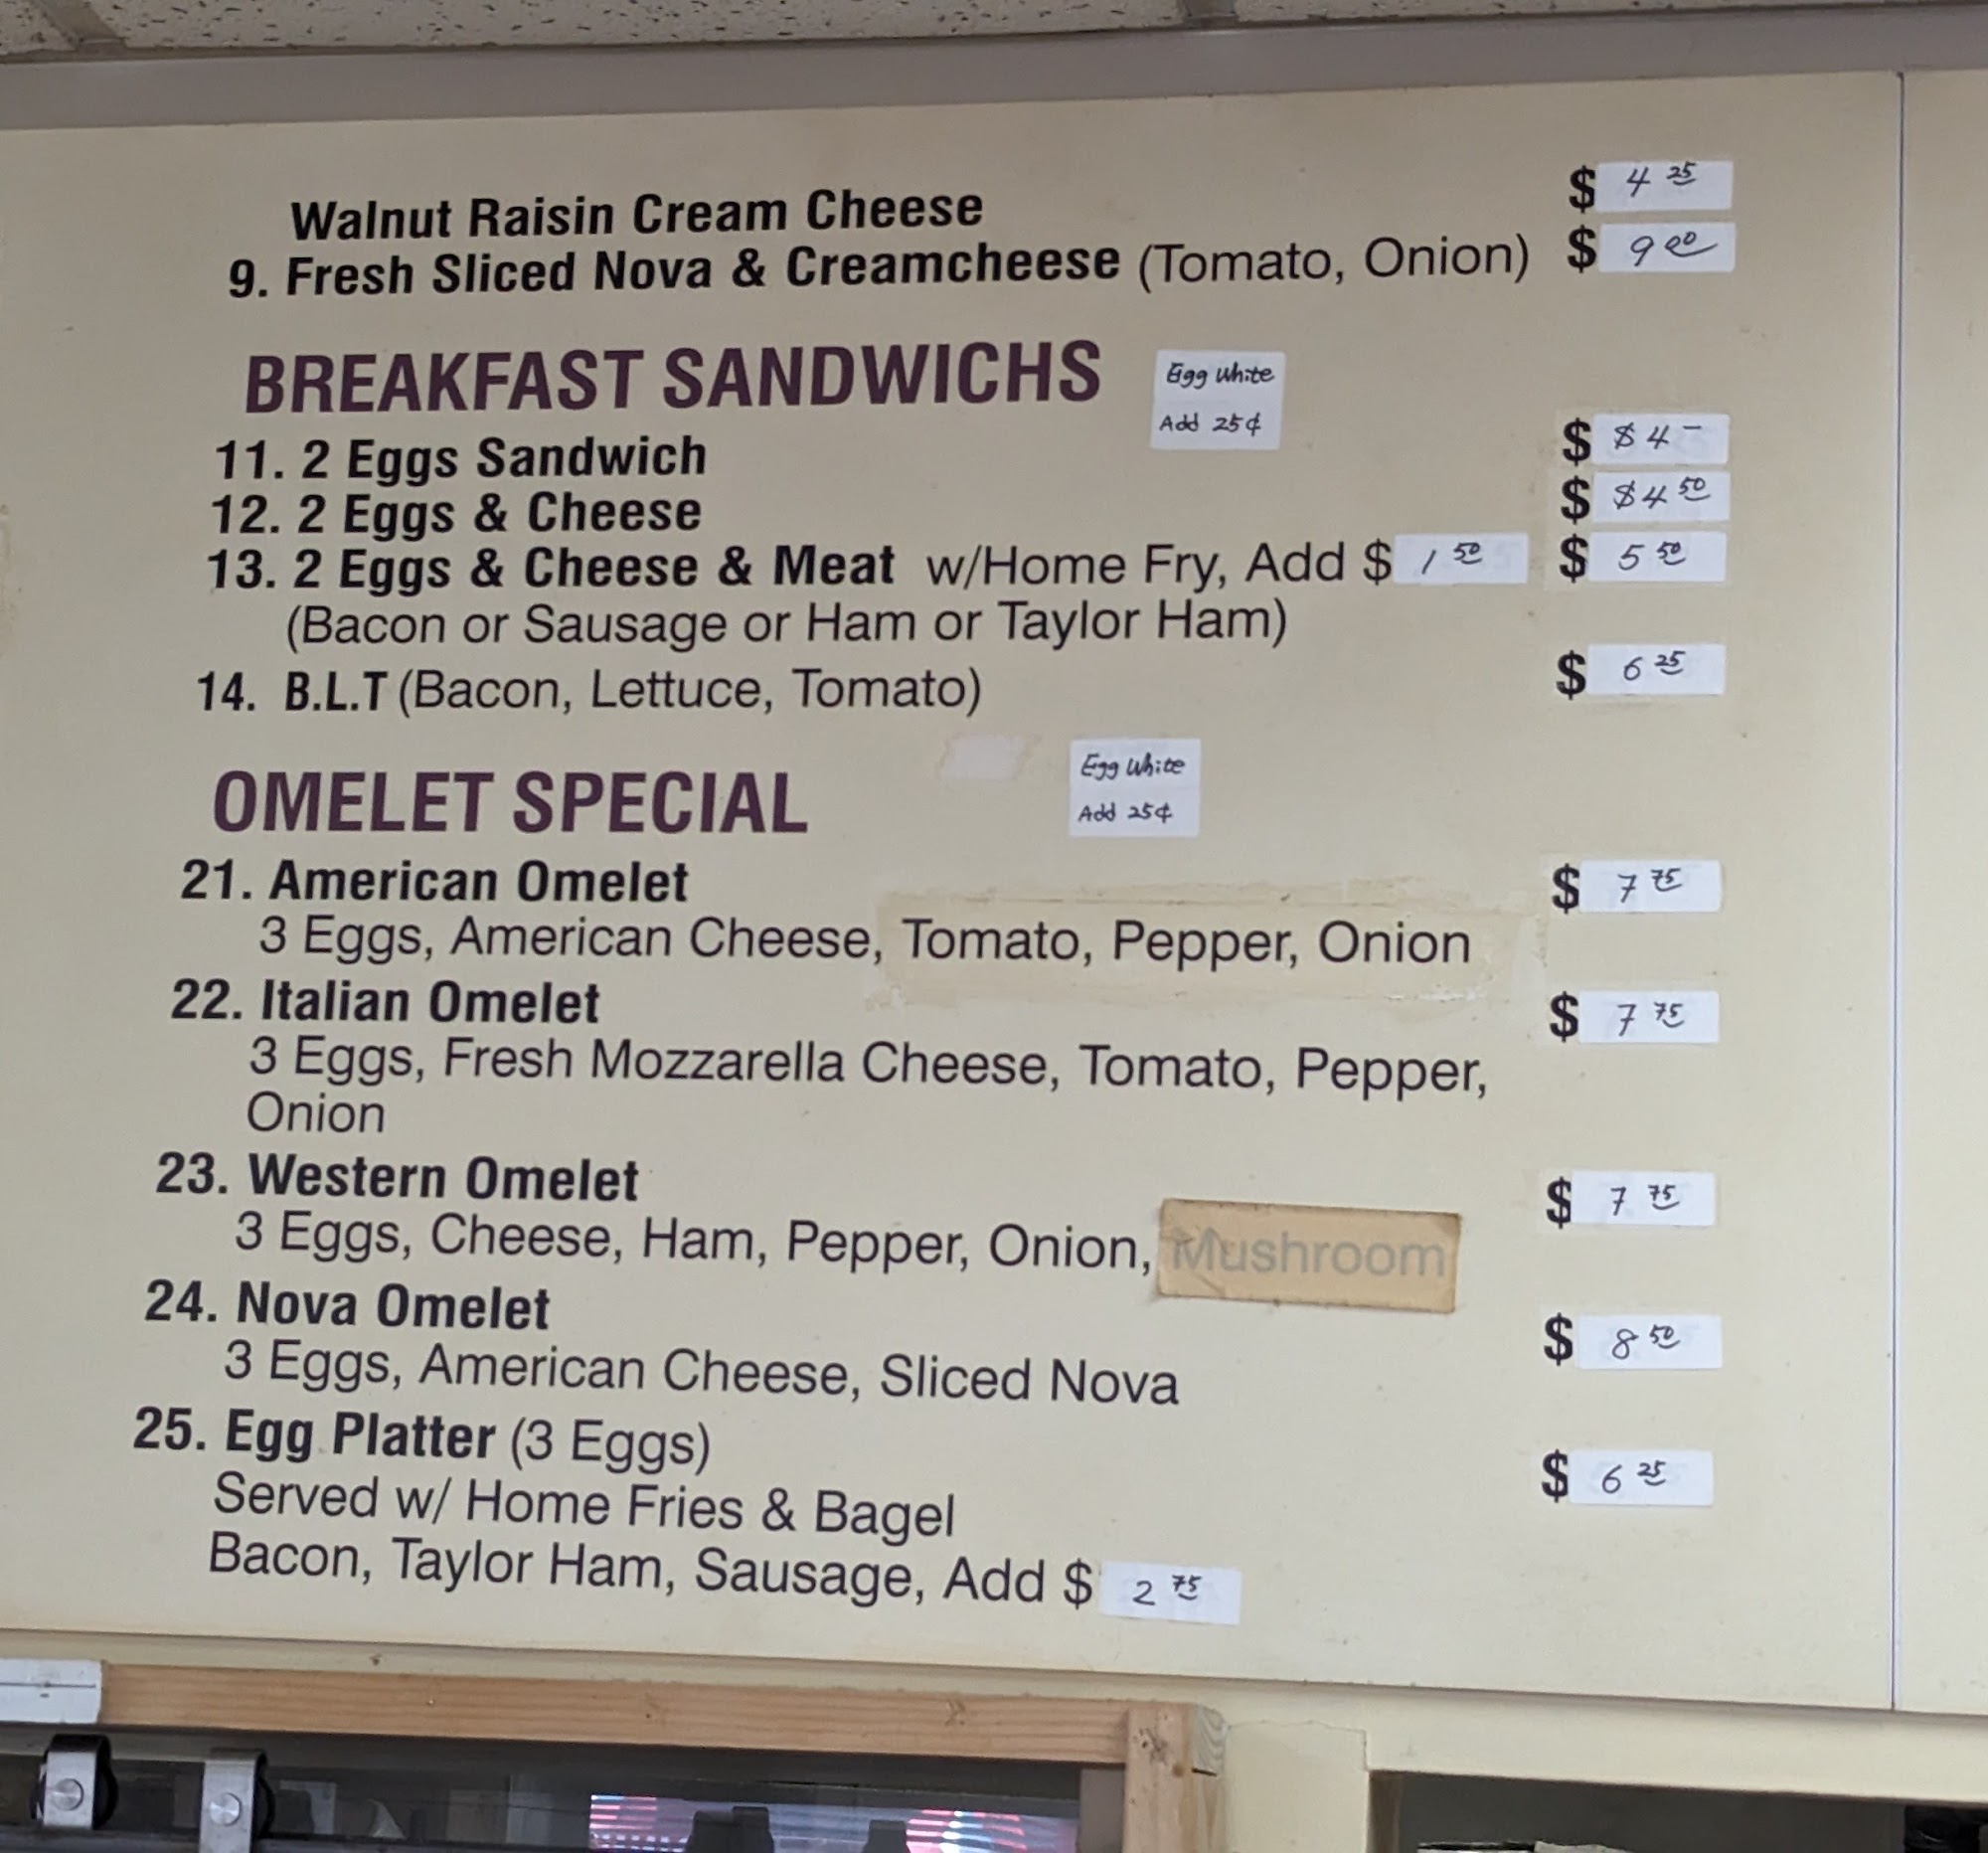 Walnut Raisin Cream Cheese $ 4 25
9. Fresh Sliced Nova & Creamcheese (Tomato, Onion) $ 9 00
BREAKFAST SANDWICHS
Egg White
Add 25¢
11. 2 Eggs Sandwich $ $4 –
12. 2 Eggs & Cheese $ $4 50
13. 2 Eggs & Cheese & Meat w/Home Fry, Add $ 1 50 $ 5 50
(Bacon or Sausage or Ham or Taylor Ham)
14. B.L.T (Bacon, Lettuce, Tomato) $ 6 25
OMELET SPECIAL
Egg White
Add 25¢
21. American Omelet $ 7 75
3 Eggs, American Cheese, Tomato, Pepper, Onion
22. Italian Omelet $ 7 75
3 Eggs, Fresh Mozzarella Cheese, Tomato, Pepper,
Onion
23. Western Omelet $ 7 75
3 Eggs, Cheese, Ham, Pepper, Onion, Mushroom
24. Nova Omelet $ 8 50
3 Eggs, American Cheese, Sliced Nova
25. Egg Platter (3 Eggs) $ 6 25
Served w/ Home Fries & Bagel
Bacon, Taylor Ham, Sausage, Add $ 2 75